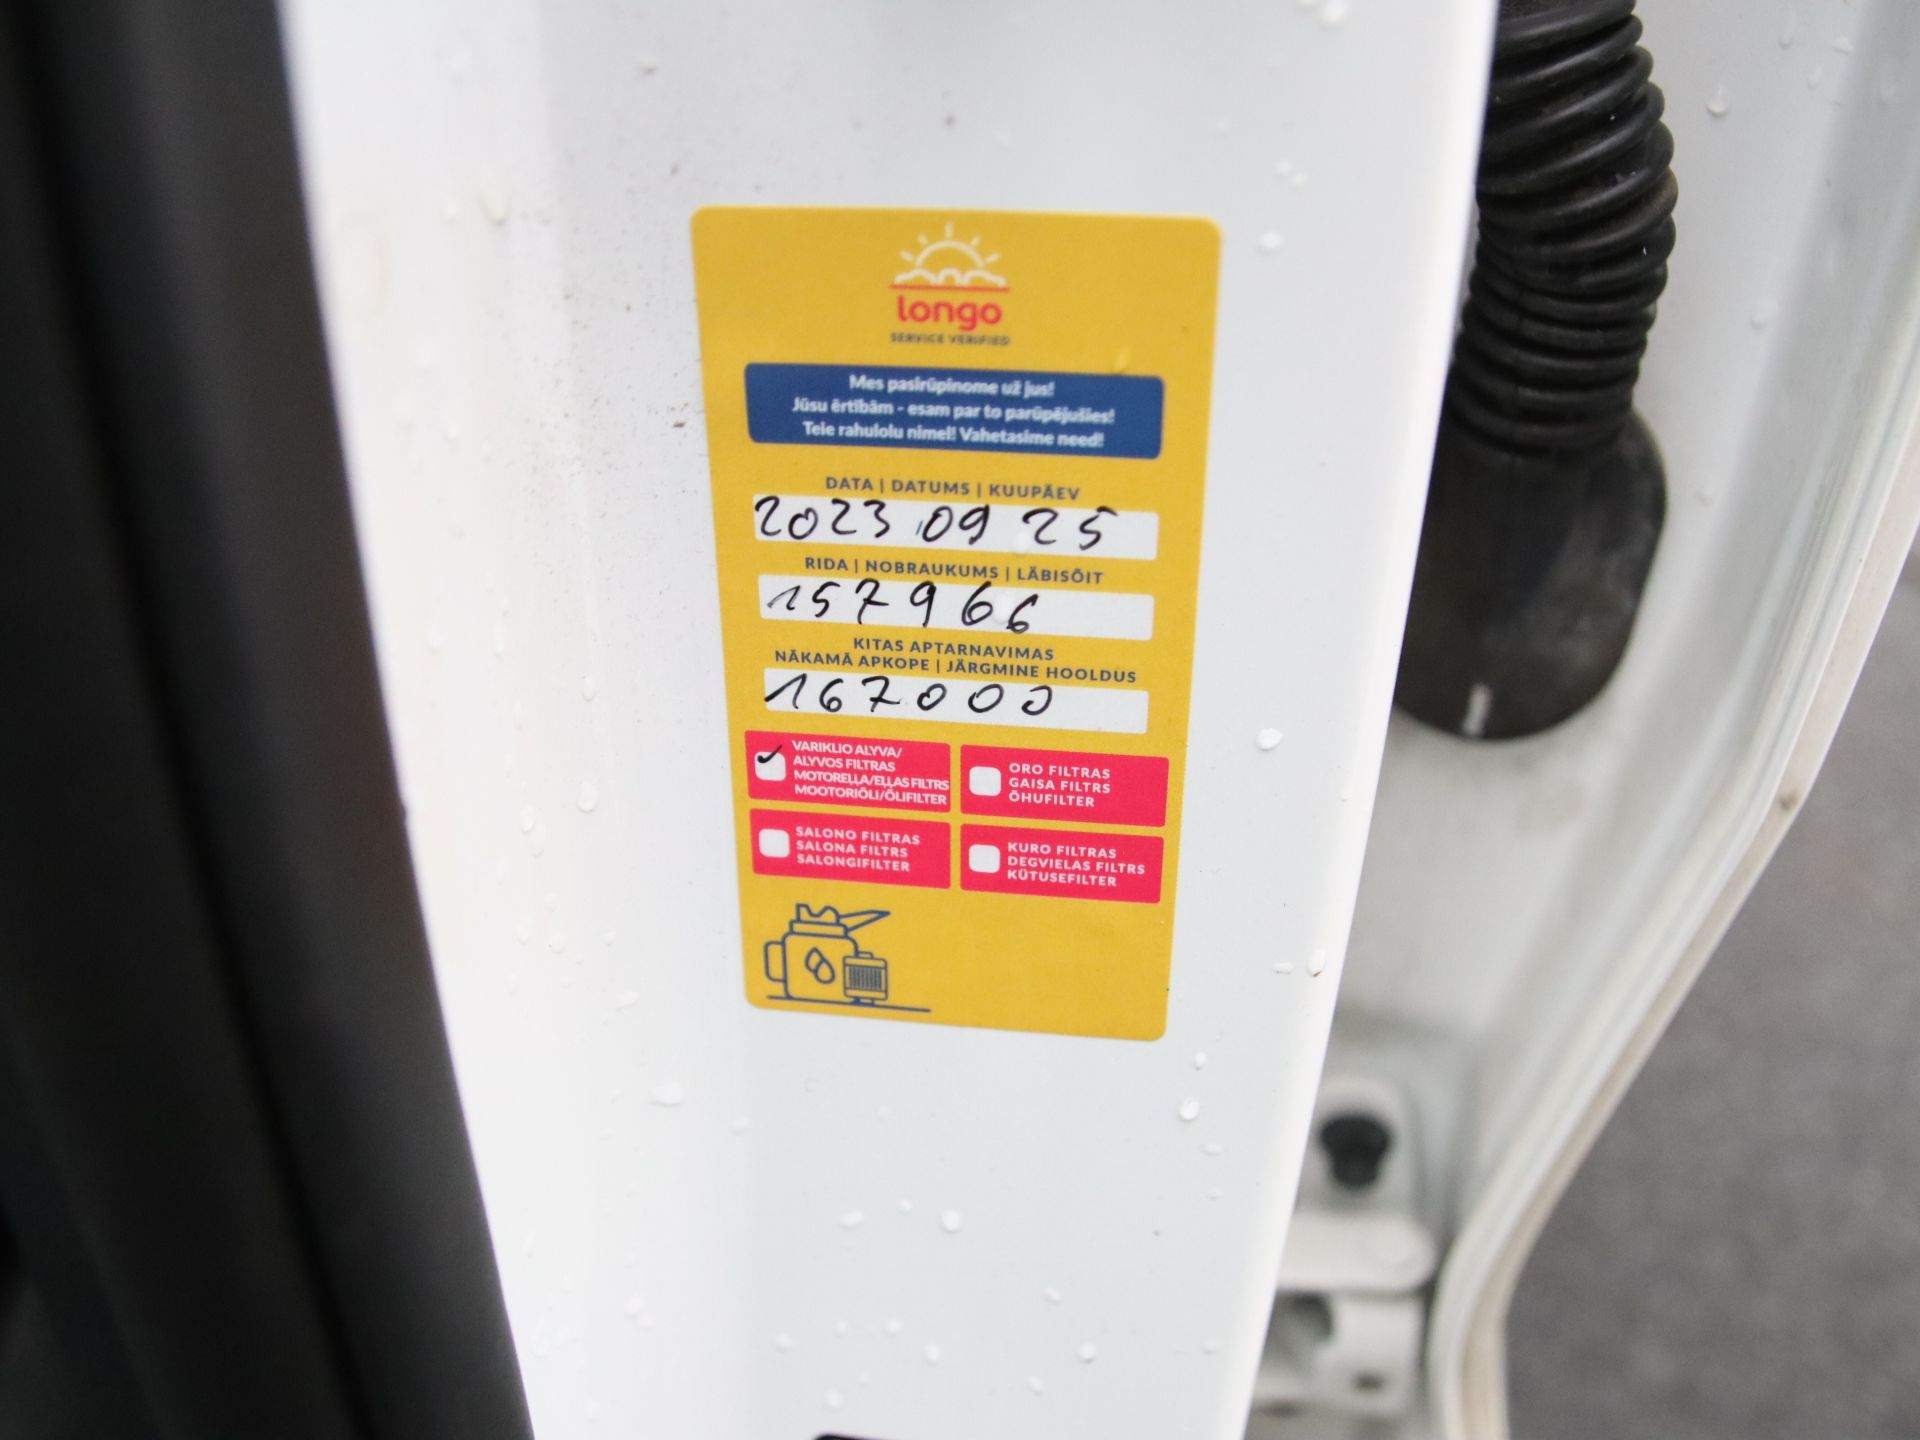 longo
SERVICE VERIFIED
Mes pasirūpinome už jus!
Jūsu ērtībām - esam par to parūpējušies!
Teie rahulolu nimel! Vahetasime need!
DATA | DATUMS | KUUPÄEV
2023 09 25
RIDA | NOBRAUKUMS | LÄBISÕIT
157966
KITAS APTARNAVIMAS
NĀKAMĀ APKOPE | JÄRGMINE HOOLDUS
167000
VARIKLIO ALYVA/
ALYVOS FILTRAS
MOTOREĻĻA/EĻĻAS FILTRS
MOOTORIÕLI/ÕLIFILTER
ORO FILTRAS
GAISA FILTRS
ÕHUFILTER
SALONO FILTRAS
SALONA FILTRS
SALONGIFILTER
KURO FILTRAS
DEGVIELAS FILTRS
KÜTUSEFILTER